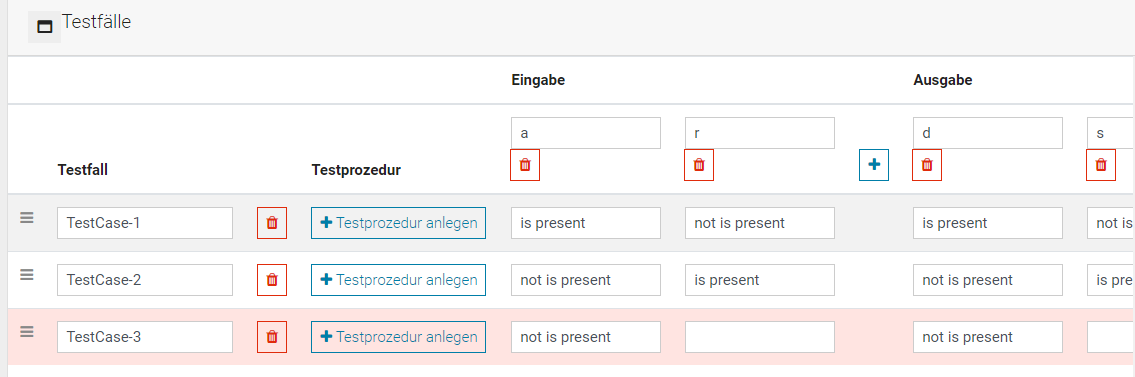 Testfälle
Eingabe Ausgabe
a r d s
Testfall Testprozedur
TestCase-1 Testprozedur anlegen is present not is present is present not is
TestCase-2 Testprozedur anlegen not is present is present not is present is pre
TestCase-3 Testprozedur anlegen not is present not is present